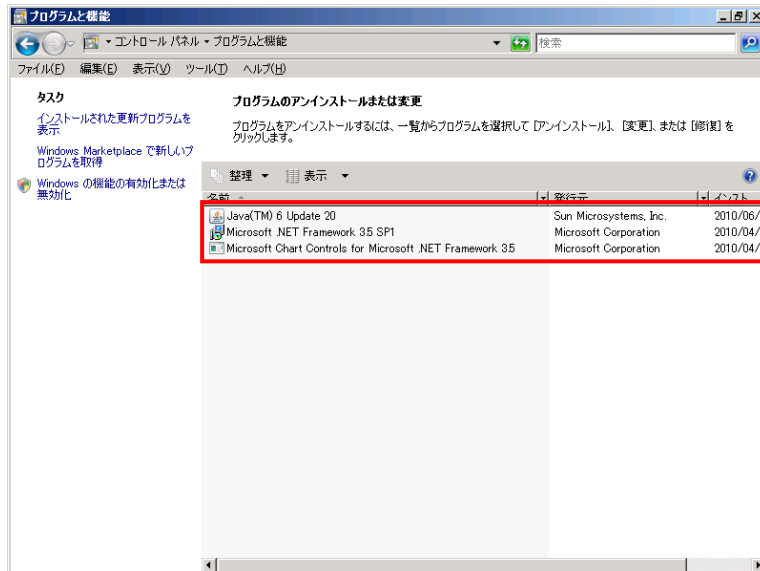 プログラムと機能
コントロール パネル ▾ プログラムと機能
検索
ファイル(F) 編集(E) 表示(V) ツール(T) ヘルプ(H)
タスク
インストールされた更新プログラムを
表示
Windows Marketplace で新しいプ
ログラムを取得
Windows の機能の有効化または
無効化
プログラムのアンインストールまたは変更
プログラムをアンインストールするには、一覧からプログラムを選択して [アンインストール]、[変更]、または [修復] を
クリックします。
整理 表示
名前 発行元 インスト
Java(TM) 6 Update 20 Sun Microsystems, Inc. 2010/06/
Microsoft .NET Framework 3.5 SP1 Microsoft Corporation 2010/04/
Microsoft Chart Controls for Microsoft .NET Framework 3.5 Microsoft Corporation 2010/04/